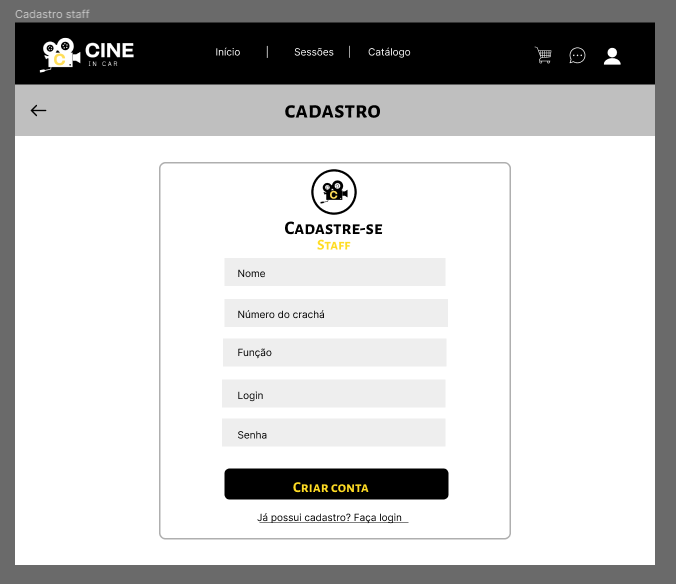 Cadastro staff
CINE
IN CAR
Início | Sessões | Catálogo
CADASTRO
C
CADASTRE-SE
STAFF
Nome
Número do crachá
Função
Login
Senha
CRIAR CONTA
Já possui cadastro? Faça login